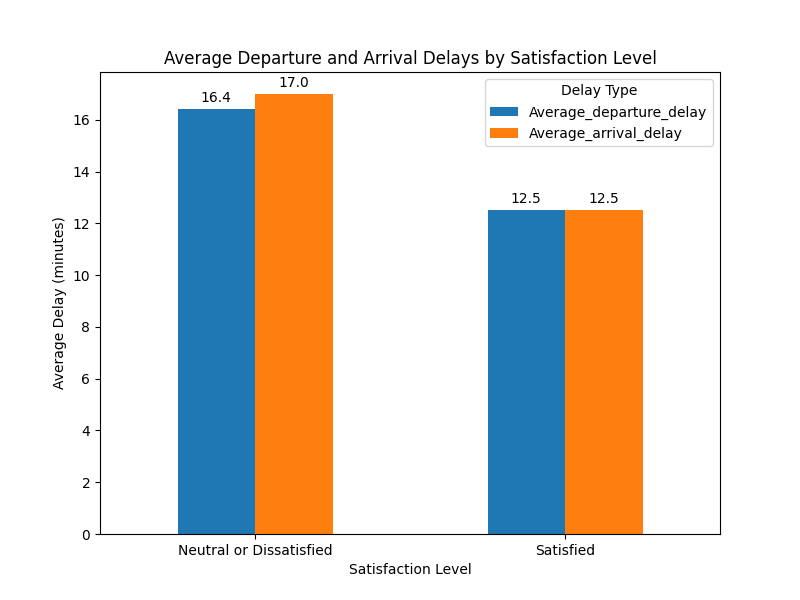 Average Departure and Arrival Delays by Satisfaction Level
17.0
16.4
Delay Type
Average_departure_delay
Average_arrival_delay
12.5 12.5
Average Delay (minutes)
16
14
12
10
8
6
4
2
0
Neutral or Dissatisfied Satisfied
Satisfaction Level